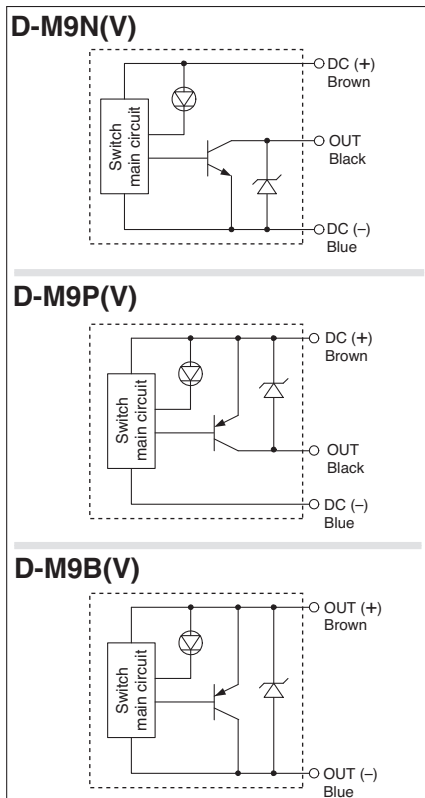 D-M9N(V)
DC (+)
Brown
Switch
main circuit
OUT
Black
DC (–)
Blue
D-M9P(V)
DC (+)
Brown
Switch
main circuit
OUT
Black
DC (–)
Blue
D-M9B(V)
OUT (+)
Brown
Switch
main circuit
OUT (–)
Blue